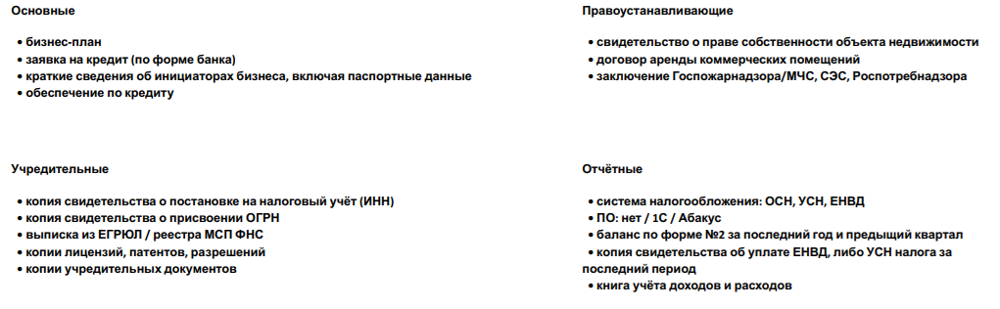 Основные
• бизнес-план
• заявка на кредит (по форме банка)
• краткие сведения об инициаторах бизнеса, включая паспортные данные
• обеспечение по кредиту
Правоустанавливающие
• свидетельство о праве собственности объекта недвижимости
• договор аренды коммерческих помещений
• заключение Госпожарнадзора/МЧС, СЭС, Роспотребнадзора
Учредительные
• копия свидетельства о постановке на налоговый учёт (ИНН)
• копия свидетельства о присвоении ОГРН
• выписка из ЕГРЮЛ / реестра МСП ФНС
• копии лицензий, патентов, разрешений
• копии учредительных документов
Отчётные
• система налогообложения: ОСН, УСН, ЕНВД
• ПО: нет / 1С / Абакус
• баланс по форме №2 за последний год и предыщий квартал
• копия свидетельства об уплате ЕНВД, либо УСН налога за
последний период
• книга учёта доходов и расходов